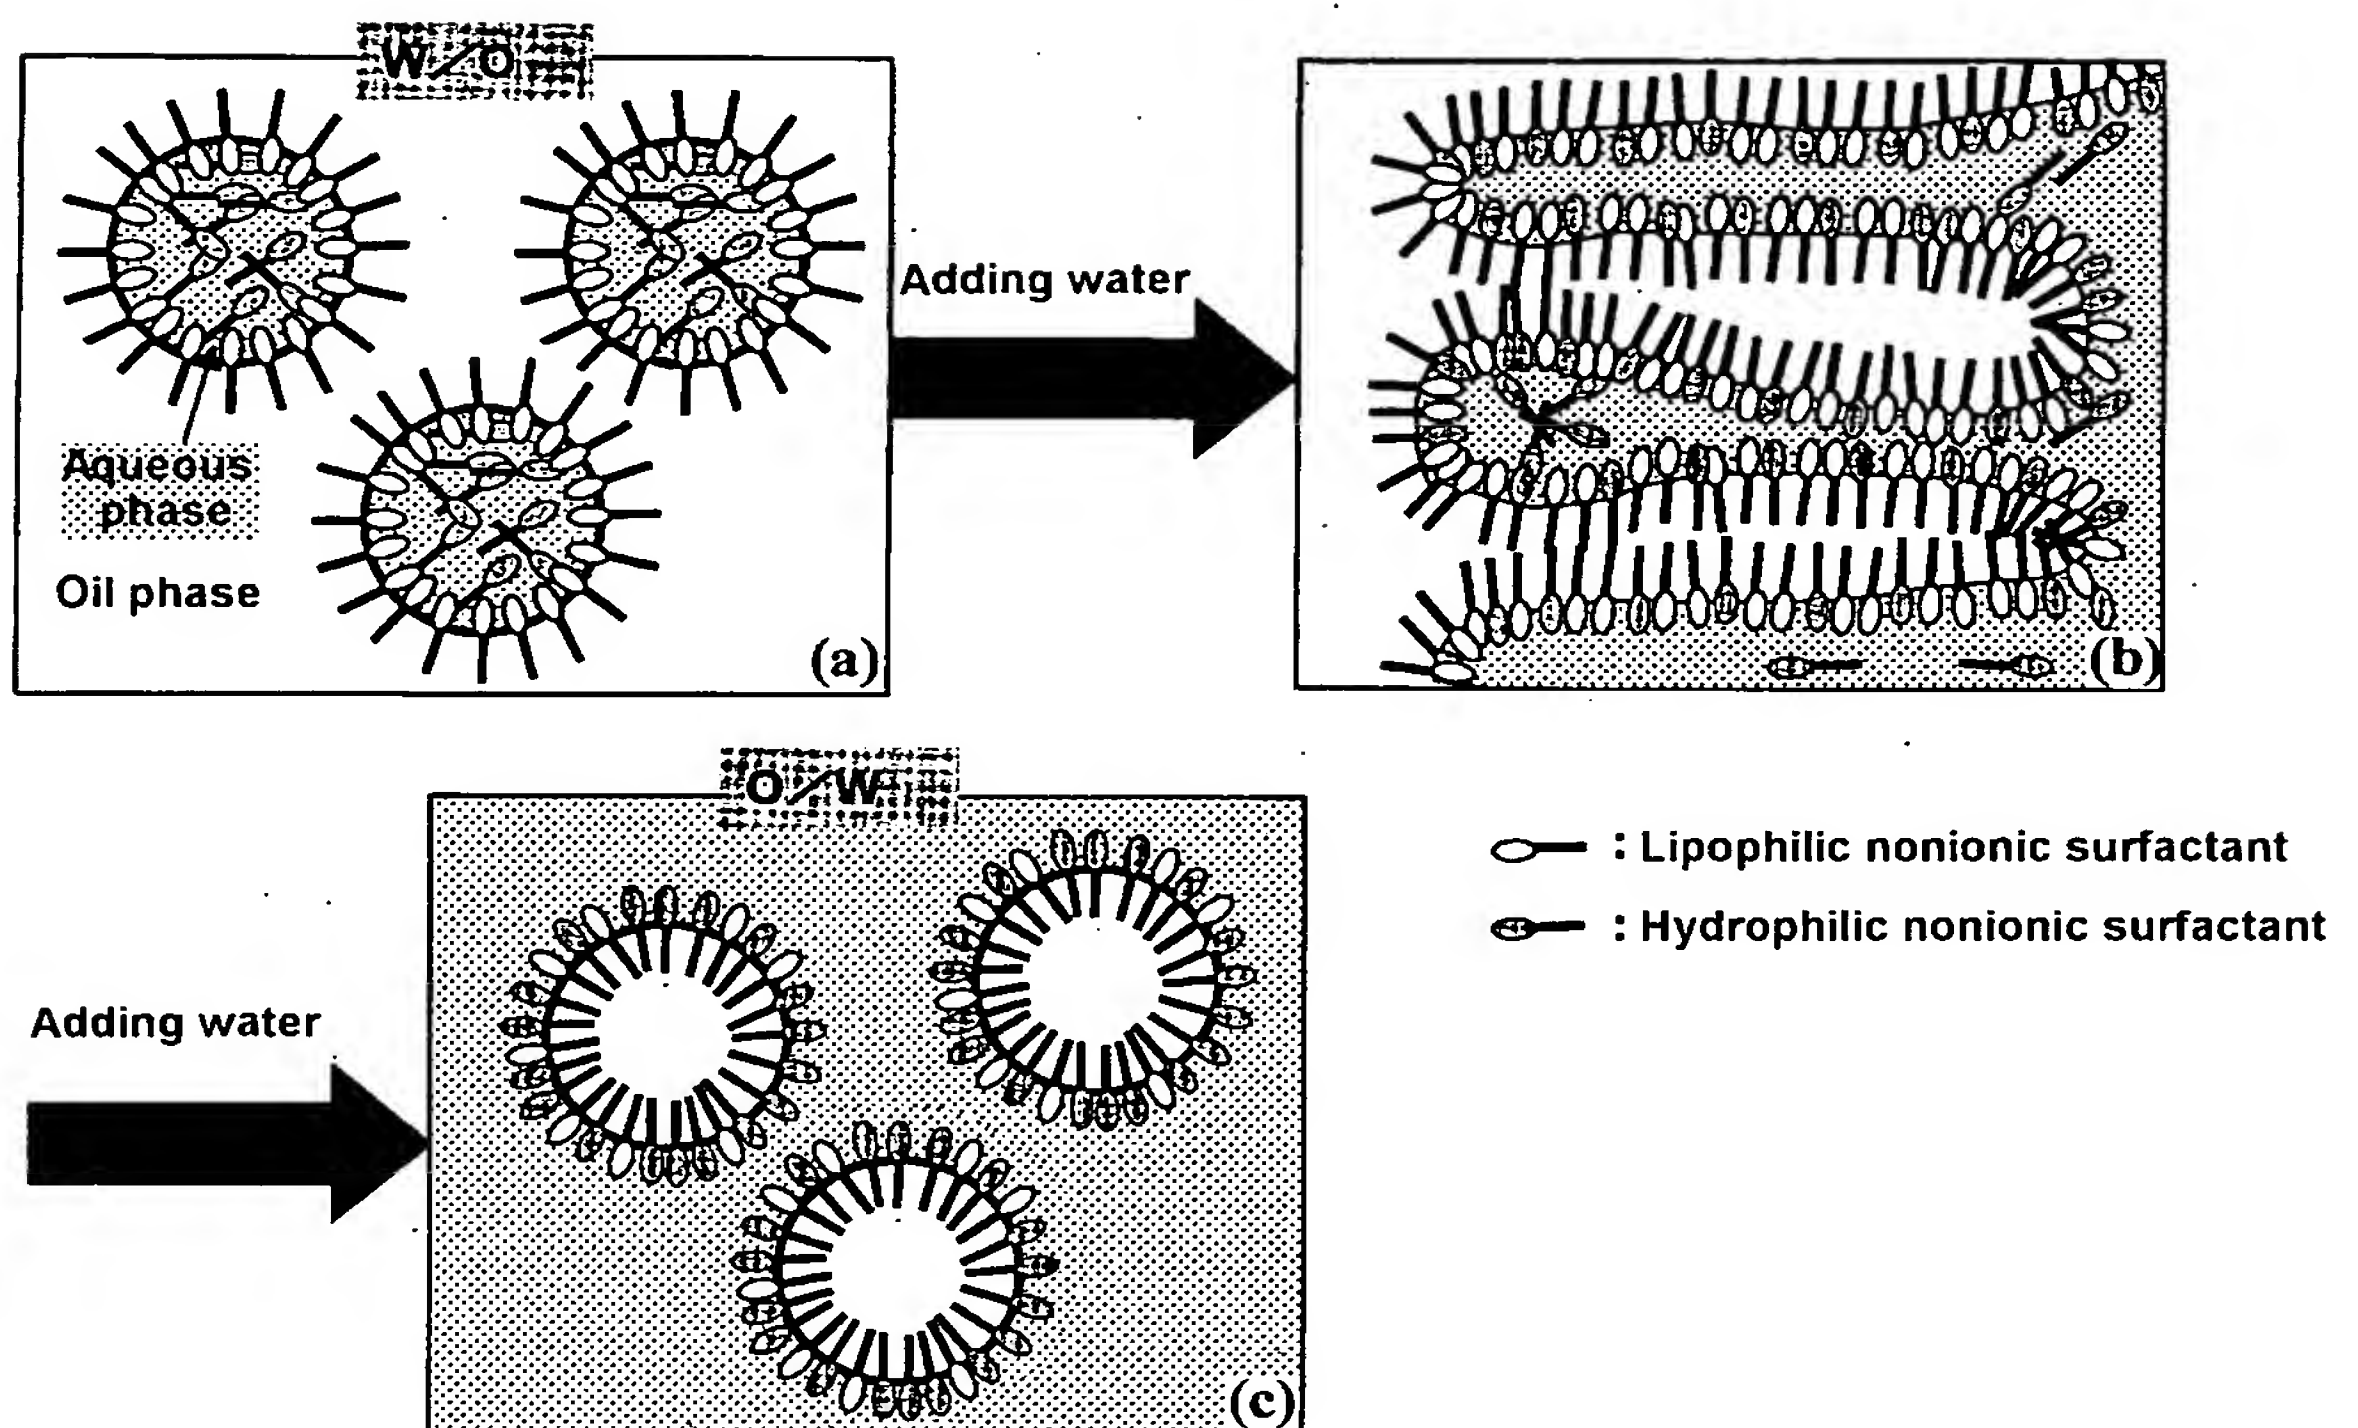 W/O
Adding water
Aqueous
phase
Oil phase
(a)
(b)
O/W
: Lipophilic nonionic surfactant
: Hydrophilic nonionic surfactant
Adding water
(c)